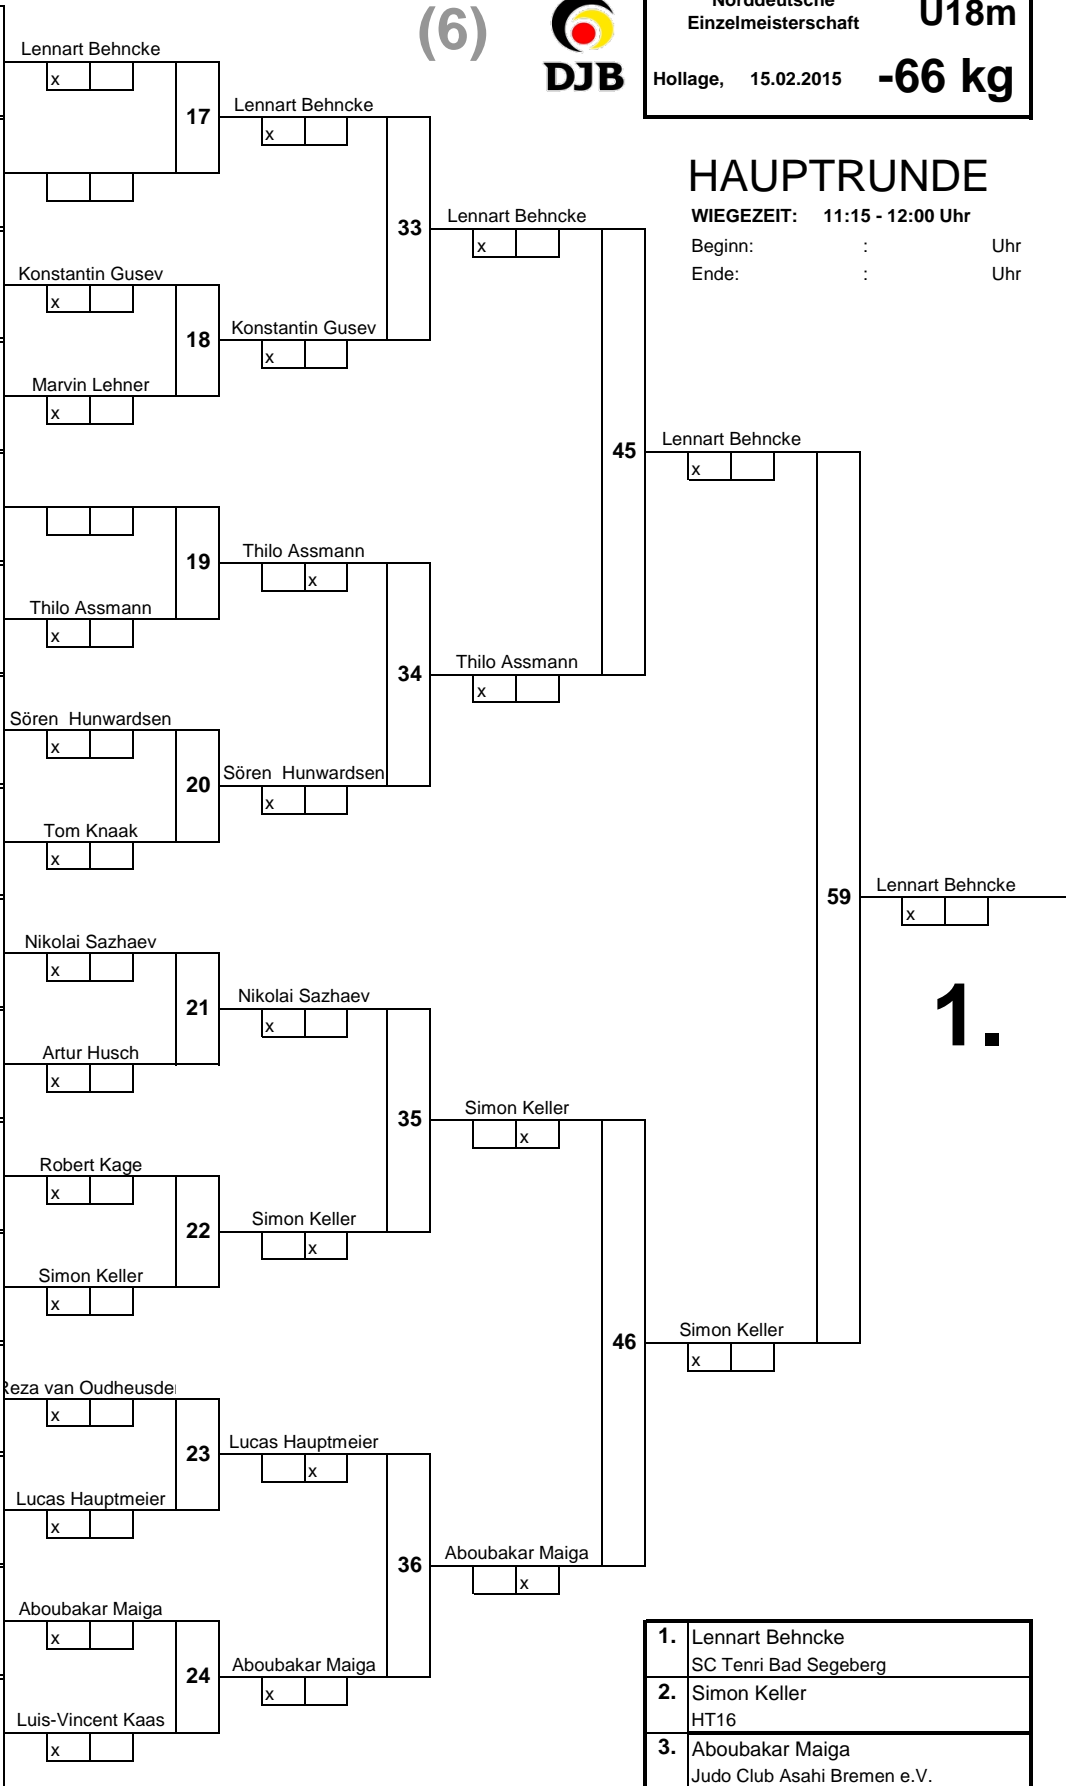 Norddeutsche
Einzelmeisterschaft
U18m
(6)
DJB
Hollage, 15.02.2015 -66 kg
HAUPTRUNDE
WIEGEZEIT: 11:15 - 12:00 Uhr
Beginn: : Uhr
Ende: : Uhr
Lennart Behncke
x
17
Konstantin Gusev
x
18
Marvin Lehner
x
19
Thilo Assmann
x
Sören Hunwardsen
x
20
Tom Knaak
x
Nikolai Sazhaev
x
21
Artur Husch
x
Robert Kage
x
22
Simon Keller
x
Reza van Oudheusde
x
23
Lucas Hauptmeier
x
Aboubakar Maiga
x
24
Luis-Vincent Kaas
x
Lennart Behncke
x
33
Konstantin Gusev
x
Thilo Assmann
x
34
Sören Hunwardsen
x
Nikolai Sazhaev
x
35
Simon Keller
x
Lucas Hauptmeier
x
36
Aboubakar Maiga
x
Lennart Behncke
x
45
Thilo Assmann
x
Simon Keller
x
46
Aboubakar Maiga
x
Lennart Behncke
x
59
Simon Keller
x
Lennart Behncke
x
1.
1. Lennart Behncke
SC Tenri Bad Segeberg
2. Simon Keller
HT16
3. Aboubakar Maiga
Judo Club Asahi Bremen e.V.